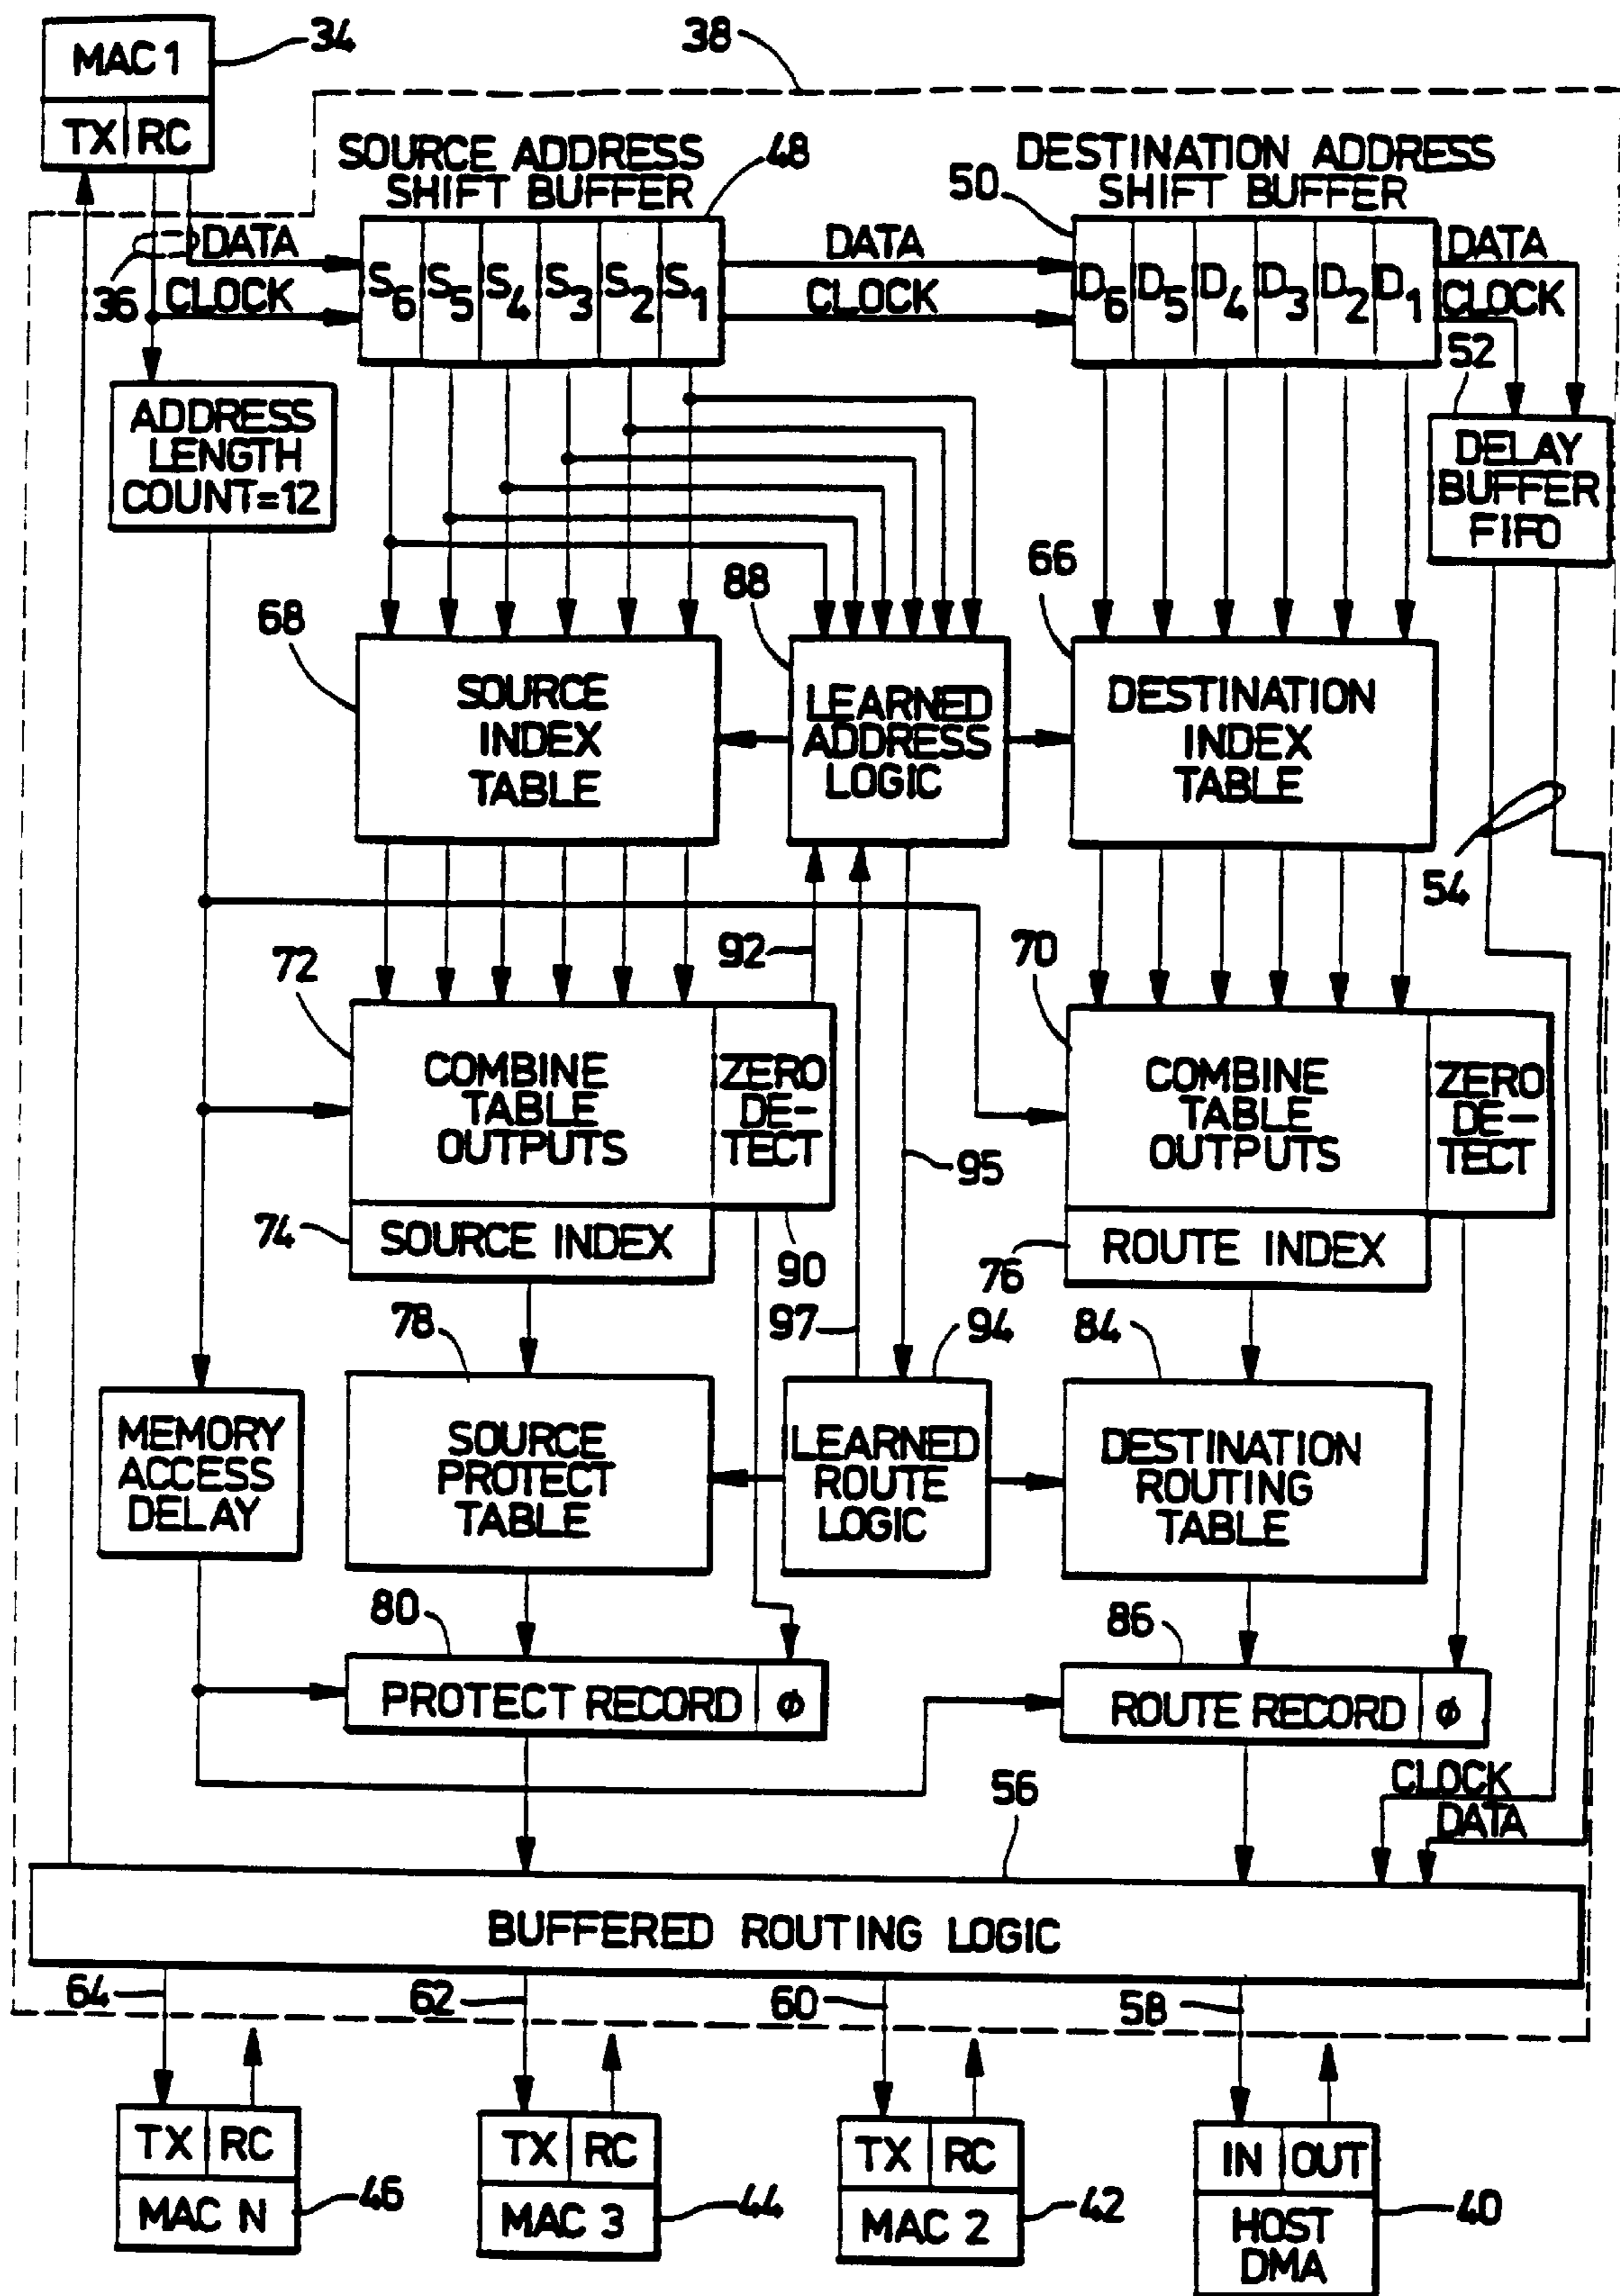 34
38
MAC 1
TX RC
SOURCE ADDRESS
SHIFT BUFFER
48
DESTINATION ADDRESS
SHIFT BUFFER
50
36
DATA
CLOCK
S6 S5 S4 S3 S2 S1
DATA
CLOCK
D6 D5 D4 D3 D2 D1
DATA
CLOCK
52
ADDRESS
LENGTH
COUNT=12
DELAY
BUFFER
FIFO
68
88
66
SOURCE
INDEX
TABLE
LEARNED
ADDRESS
LOGIC
DESTINATION
INDEX
TABLE
54
72
92
70
COMBINE
TABLE
OUTPUTS
ZERO
DE-
TECT
95
COMBINE
TABLE
OUTPUTS
ZERO
DE-
TECT
74
SOURCE INDEX
90
76
ROUTE INDEX
78
97
94
84
MEMORY
ACCESS
DELAY
SOURCE
PROTECT
TABLE
LEARNED
ROUTE
LOGIC
DESTINATION
ROUTING
TABLE
80
86
PROTECT RECORD ϕ
ROUTE RECORD ϕ
56
CLOCK
DATA
BUFFERED ROUTING LOGIC
64
62
60
58
TX RC
MAC N
46
TX RC
MAC 3
44
TX RC
MAC 2
42
IN OUT
HOST
DMA
40